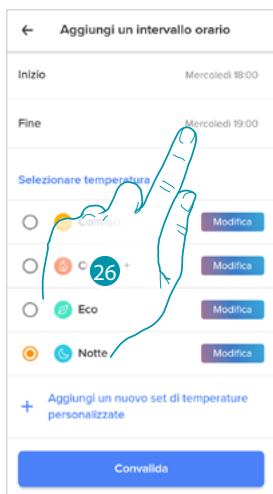 ← Aggiungi un intervallo orario
Inizio Mercoledì 18:00
Fine Mercoledì 19:00
Selezionare temperatura
Comfort Modifica
C + Modifica
26
Eco Modifica
Notte Modifica
+ Aggiungi un nuovo set di temperature
personalizzate
Convalida